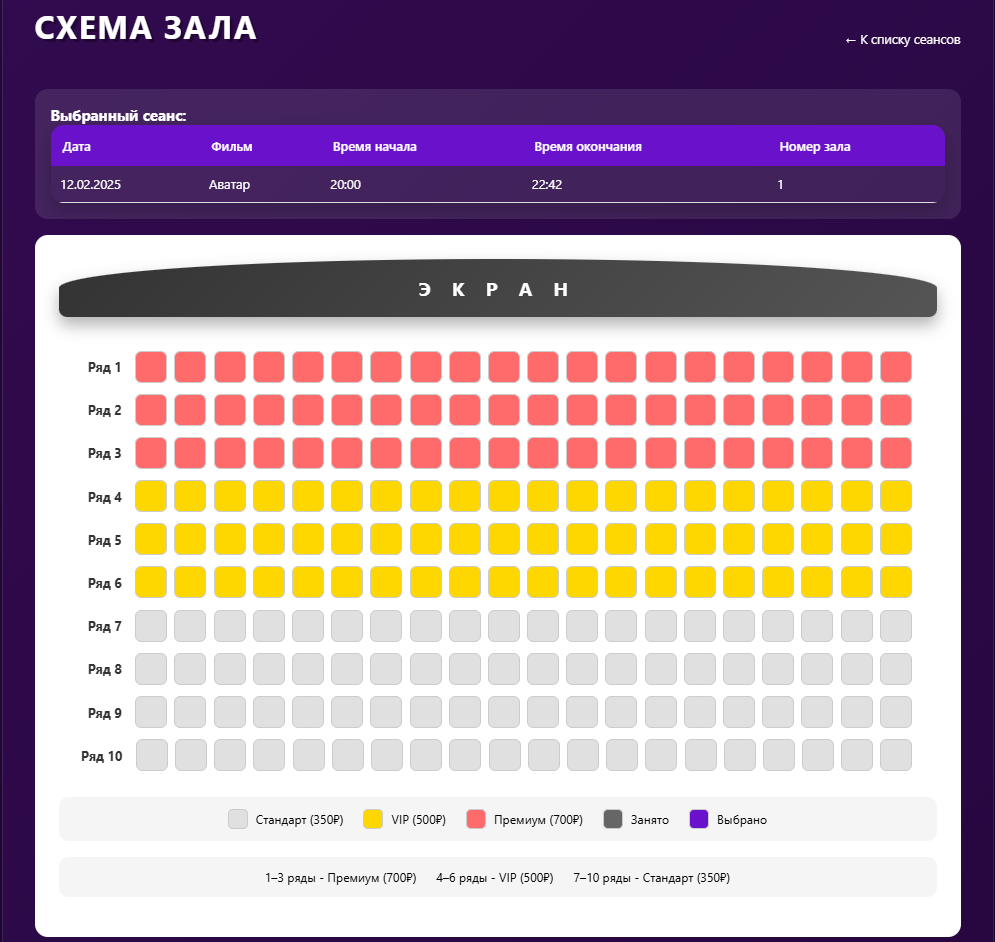 СХЕМА ЗАЛА
← К списку сеансов
Выбранный сеанс:
Дата Фильм Время начала Время окончания Номер зала
12.02.2025 Аватар 20:00 22:42 1
ЭКРАН
Ряд 1
Ряд 2
Ряд 3
Ряд 4
Ряд 5
Ряд 6
Ряд 7
Ряд 8
Ряд 9
Ряд 10
Стандарт (350₽) VIP (500₽) Премиум (700₽) Занято Выбрано
1–3 ряды - Премиум (700₽) 4–6 ряды - VIP (500₽) 7–10 ряды - Стандарт (350₽)